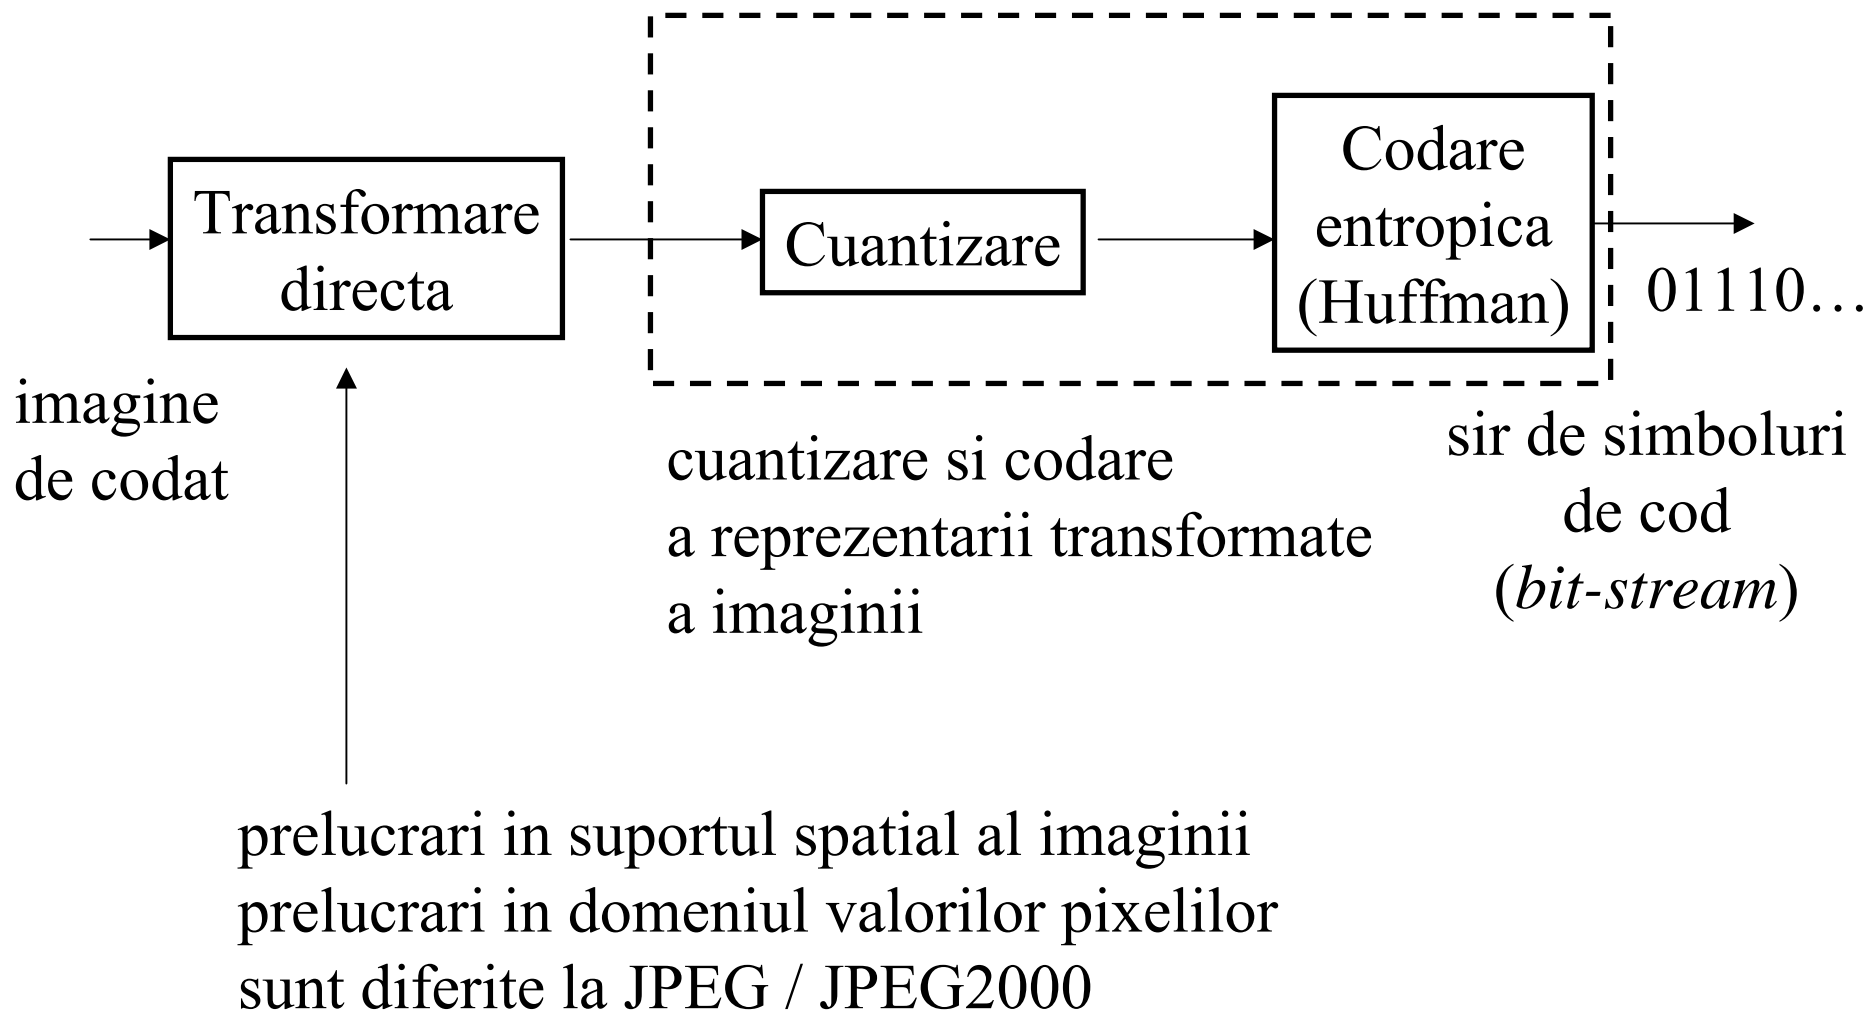 Transformare
directa
Cuantizare
Codare
entropica
(Huffman)
01110…
imagine
de codat
cuantizare si codare
a reprezentarii transformate
a imaginii
sir de simboluri
de cod
(bit-stream)
prelucrari in suportul spatial al imaginii
prelucrari in domeniul valorilor pixelilor
sunt diferite la JPEG / JPEG2000